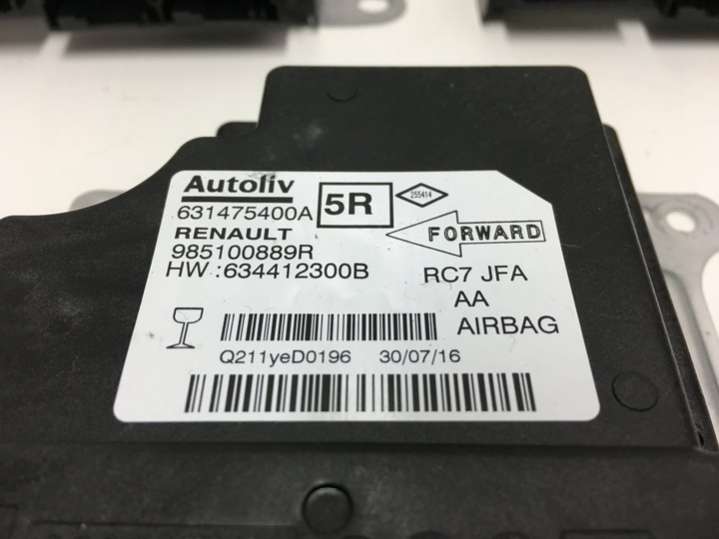 Autoliv
631475400A
5R
255414
RENAULT
FORWARD
985100889R
HW :634412300B
RC7 JFA
AA
AIRBAG
Q211yeD0196 30/07/16